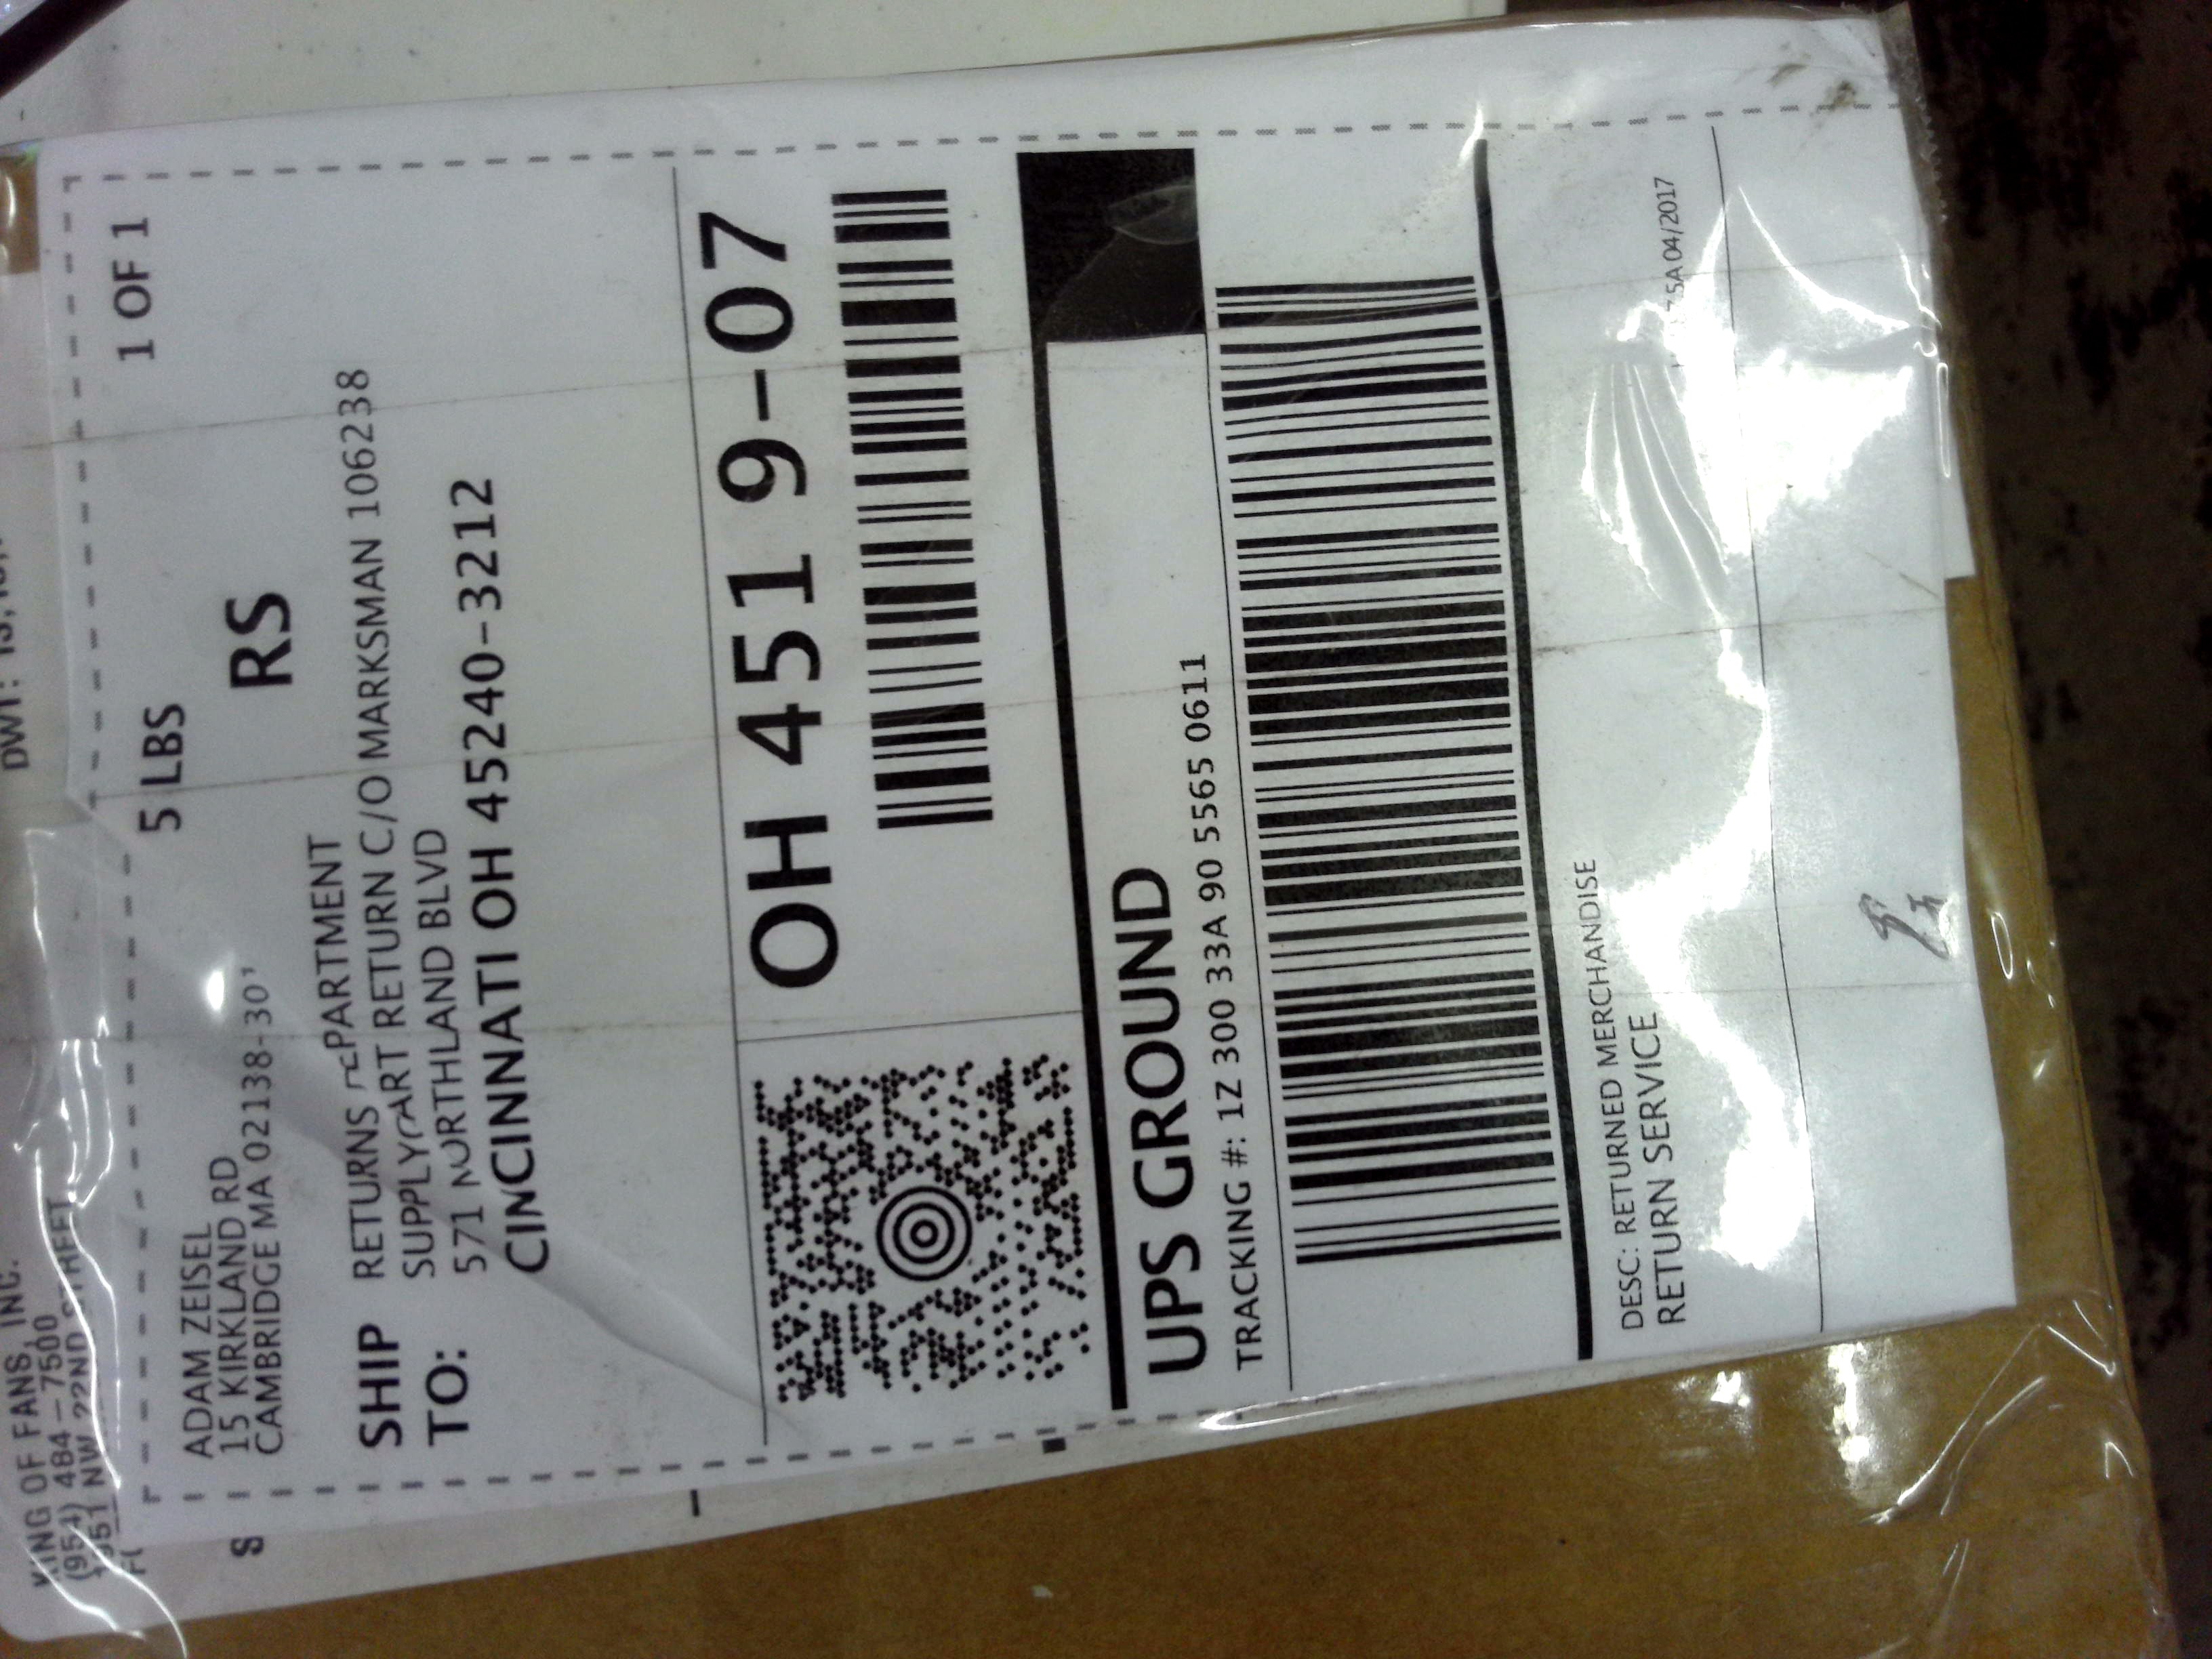 KING OF FANS, INC.
(954) 484-7500
NW 22ND STREET
DWT:
S
5 LBS 1 OF 1
ADAM ZEISEL
15 KIRKLAND RD
CAMBRIDGE MA 02138-301
RS
SHIP TO:
RETURNS DEPARTMENT
SUPPLYPART RETURN C/O MARKSMAN 106238
571 NORTHLAND BLVD
CINCINNATI OH 45240-3212
OH 451 9-07
UPS GROUND
TRACKING #: 1Z 300 33A 90 5565 0611
DESC: RETURNED MERCHANDISE
RETURN SERVICE
5A 04/2017